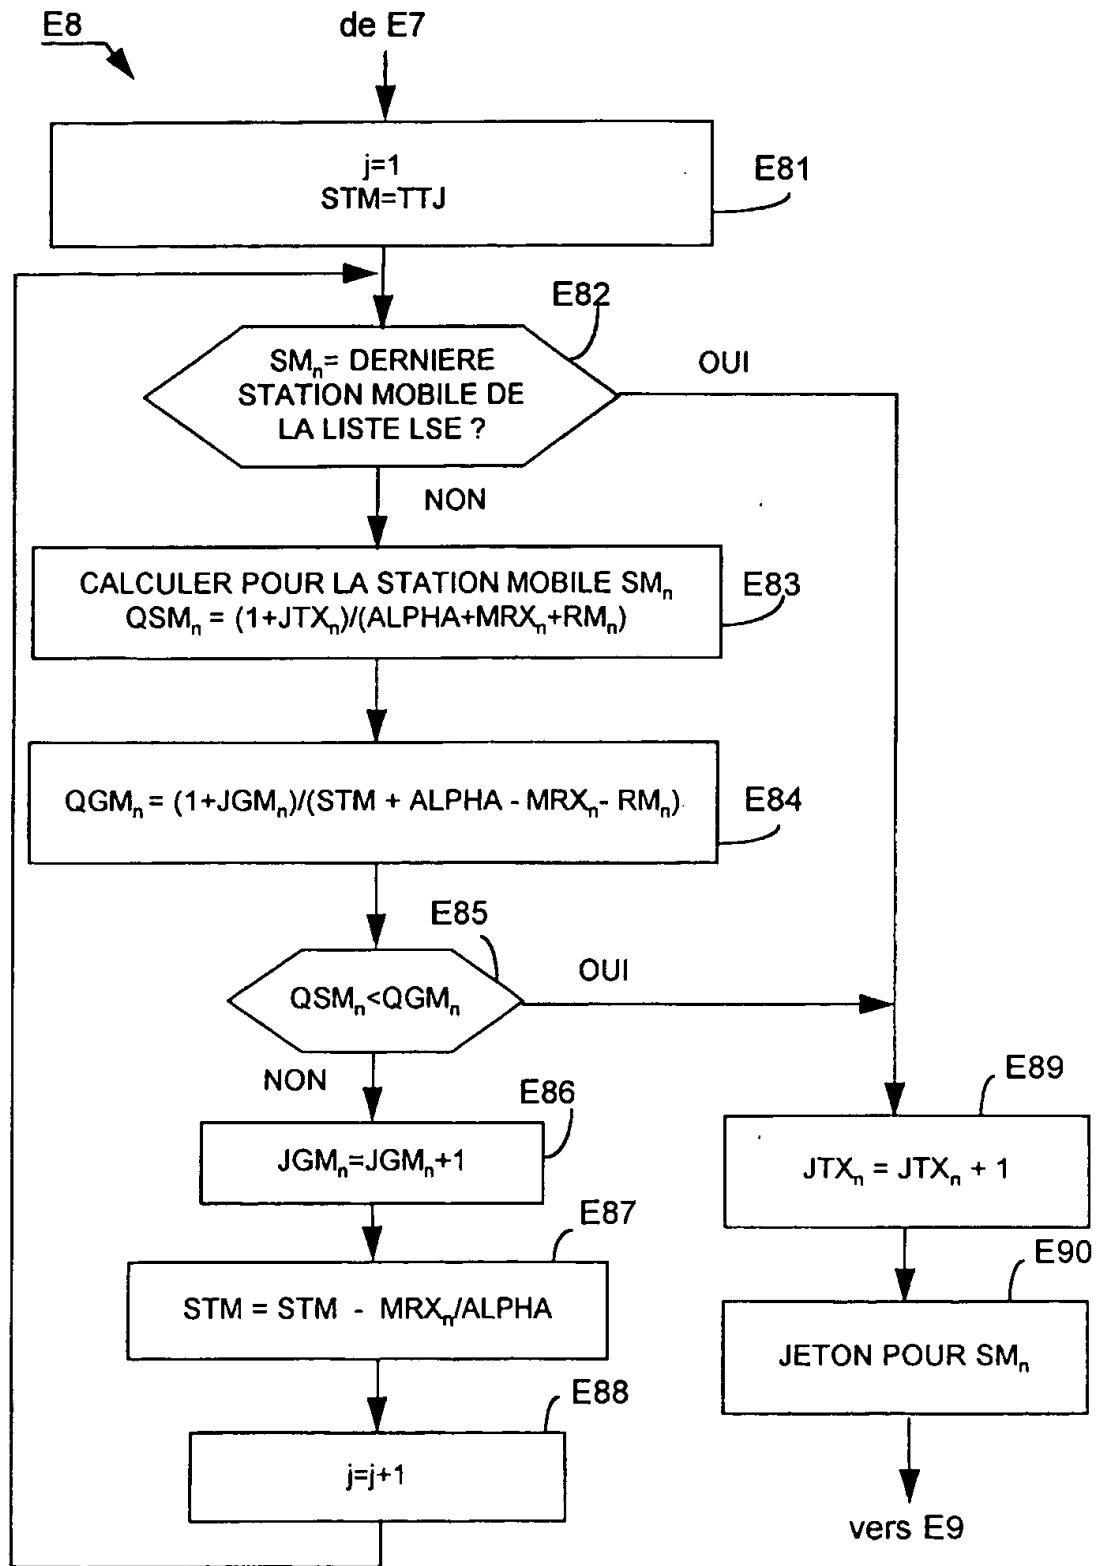 E8
de E7
j=1
STM=TTJ
E81
E82
SMₙ= DERNIERE
STATION MOBILE DE
LA LISTE LSE ?
OUI
NON
CALCULER POUR LA STATION MOBILE SMₙ
QSMₙ = (1+JTXₙ)/(ALPHA+MRXₙ+RMₙ)
E83
QGMₙ = (1+JGMₙ)/(STM + ALPHA - MRXₙ- RMₙ)
E84
E85
QSMₙ<QGMₙ
OUI
NON
E86
JGMₙ=JGMₙ+1
E87
STM = STM - MRXₙ/ALPHA
E88
j=j+1
E89
JTXₙ = JTXₙ + 1
E90
JETON POUR SMₙ
vers E9